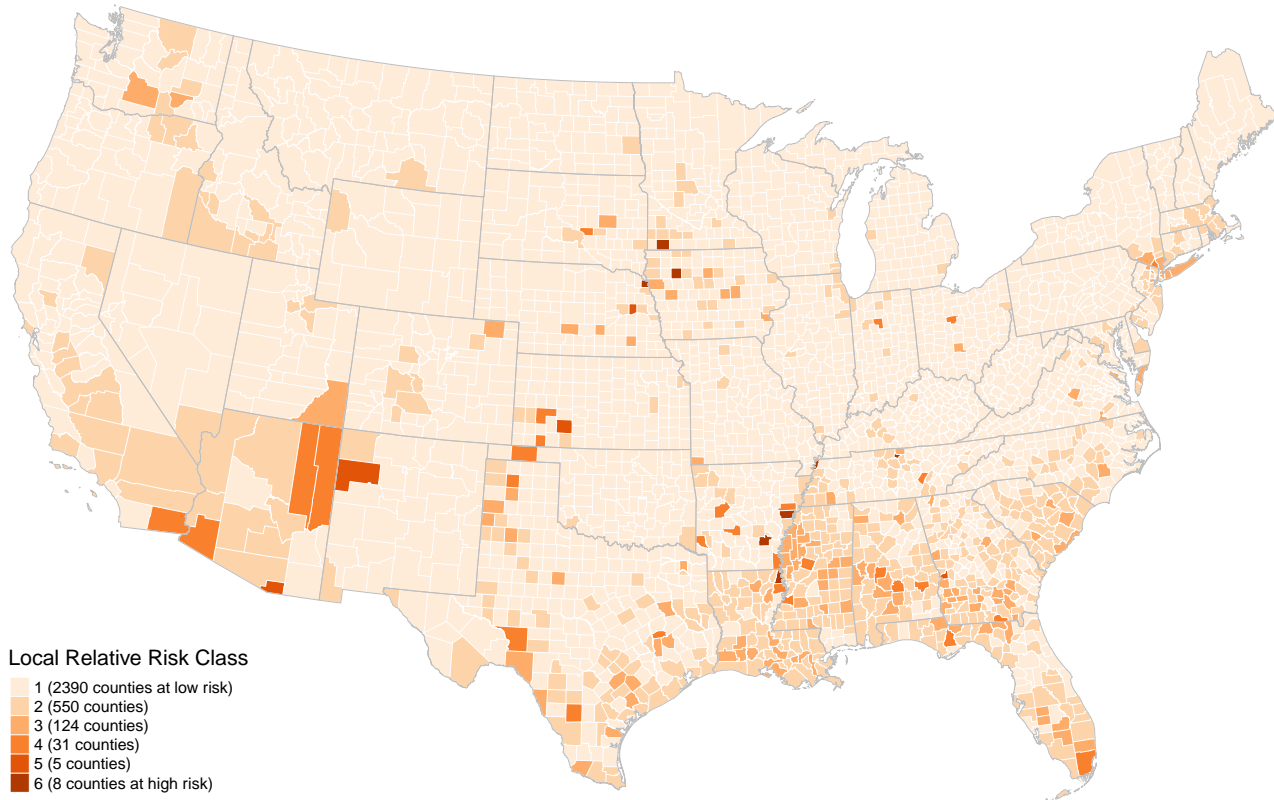 Local Relative Risk Class
1 (2390 counties at low risk)
2 (550 counties)
3 (124 counties)
4 (31 counties)
5 (5 counties)
6 (8 counties at high risk)